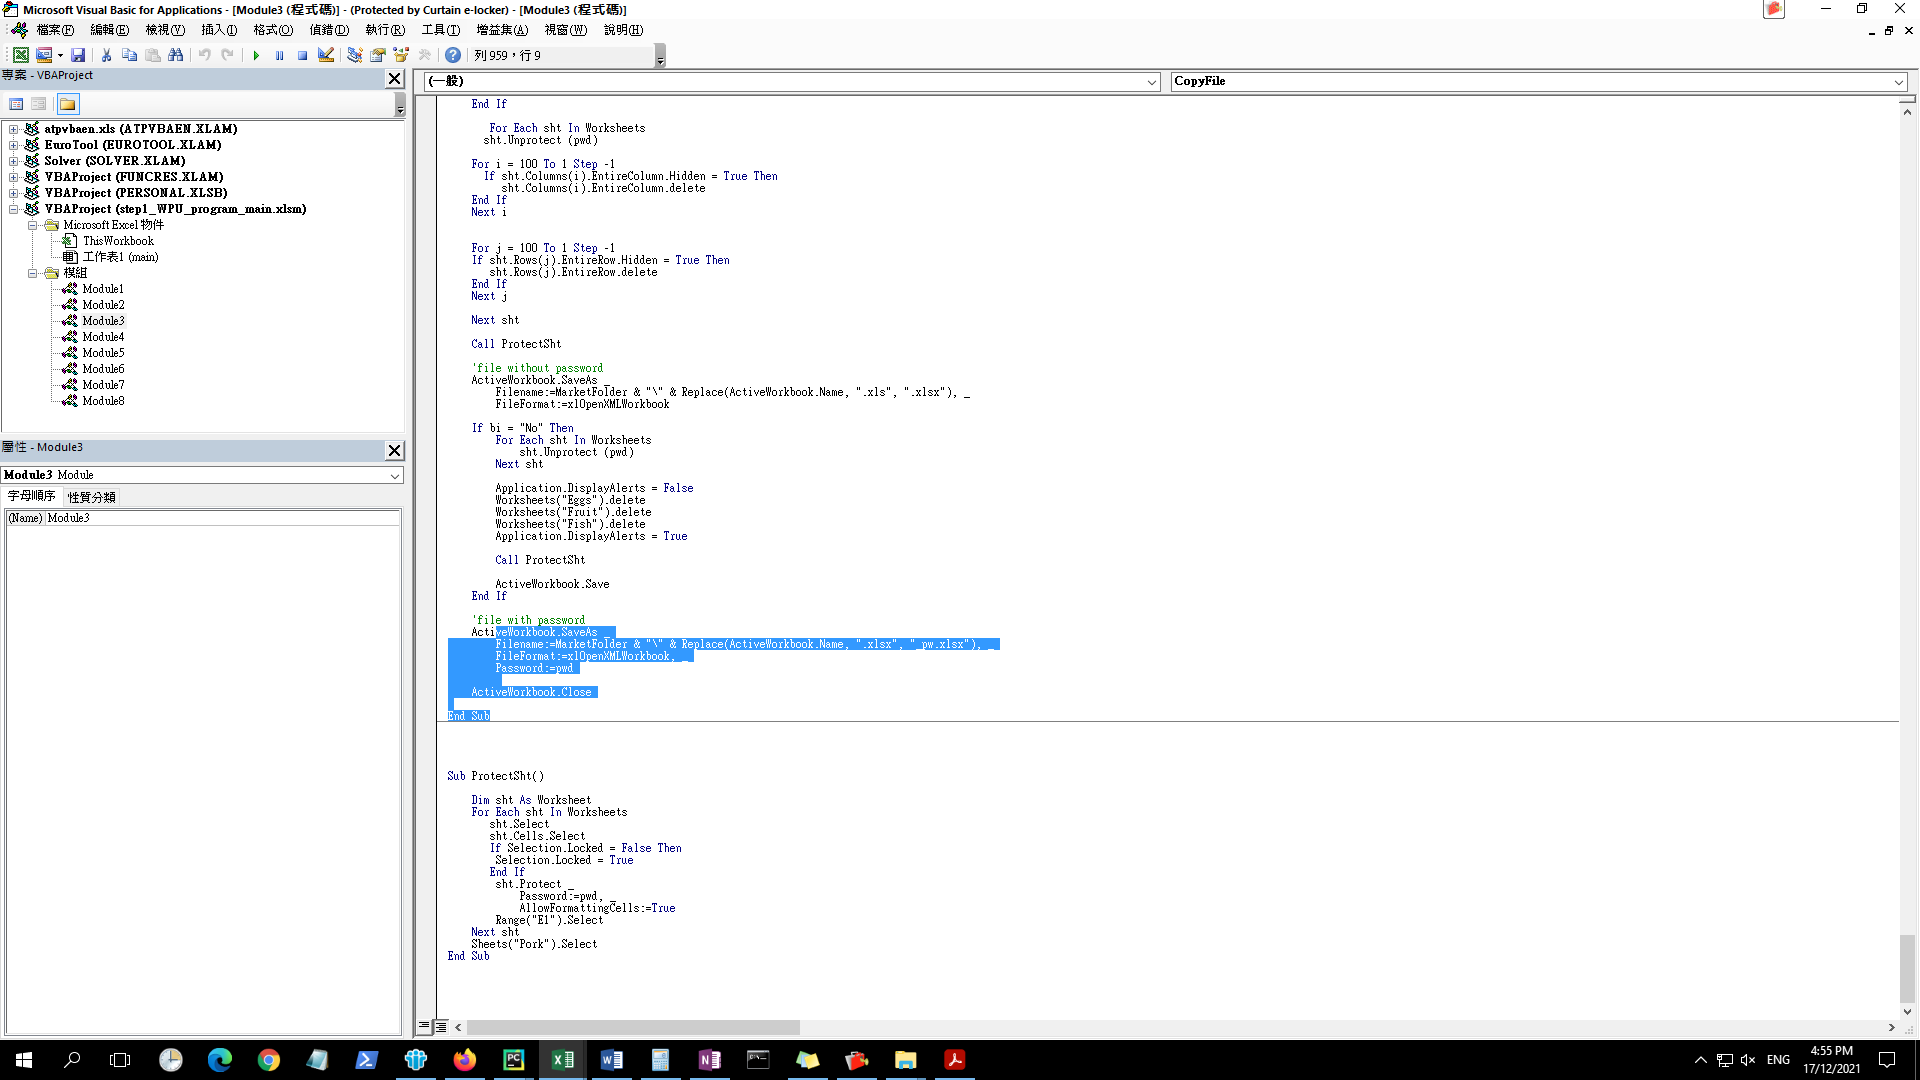 Microsoft Visual Basic for Applications - [Module3 (程式碼)] - (Protected by Curtain e-locker) - [Module3 (程式碼)]
檔案(F) 編輯(E) 檢視(V) 插入(I) 格式(O) 偵錯(D) 執行(R) 工具(T) 增益集(A) 視窗(W) 說明(H)
列 959，行 9
專案 - VBAProject
atpvbaen.xls (ATPVBAEN.XLAM)
EuroTool (EUROTOOL.XLAM)
Solver (SOLVER.XLAM)
VBAProject (FUNCRES.XLAM)
VBAProject (PERSONAL.XLSB)
VBAProject (step1_WPU_program_main.xlsm)
Microsoft Excel 物件
ThisWorkbook
工作表1 (main)
模組
Module1
Module2
Module3
Module4
Module5
Module6
Module7
Module8
屬性 - Module3
Module3 Module
字母順序 性質分類
(Name) Module3
(一般)
CopyFile
End If
For Each sht In Worksheets
sht.Unprotect (pwd)
For i = 100 To 1 Step -1
If sht.Columns(i).EntireColumn.Hidden = True Then
sht.Columns(i).EntireColumn.delete
End If
Next i
For j = 100 To 1 Step -1
If sht.Rows(j).EntireRow.Hidden = True Then
sht.Rows(j).EntireRow.delete
End If
Next j
Next sht
Call ProtectSht
'file without password
ActiveWorkbook.SaveAs _
Filename:=MarketFolder & "\" & Replace(ActiveWorkbook.Name, ".xls", ".xlsx"), _
FileFormat:=xlOpenXMLWorkbook
If bi = "No" Then
For Each sht In Worksheets
sht.Unprotect (pwd)
Next sht
Application.DisplayAlerts = False
Worksheets("Eggs").delete
Worksheets("Fruit").delete
Worksheets("Fish").delete
Application.DisplayAlerts = True
Call ProtectSht
ActiveWorkbook.Save
End If
'file with password
ActiveWorkbook.SaveAs _
Filename:=MarketFolder & "\" & Replace(ActiveWorkbook.Name, ".xlsx", "_pw.xlsx"), _
FileFormat:=xlOpenXMLWorkbook, _
Password:=pwd
ActiveWorkbook.Close
End Sub
Sub ProtectSht()
Dim sht As Worksheet
For Each sht In Worksheets
sht.Select
sht.Cells.Select
If Selection.Locked = False Then
Selection.Locked = True
End If
sht.Protect _
Password:=pwd, _
AllowFormattingCells:=True
Range("E1").Select
Next sht
Sheets("Pork").Select
End Sub
ENG
4:55 PM
17/12/2021